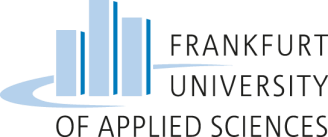 FRANKFURT
UNIVERSITY
OF APPLIED SCIENCES